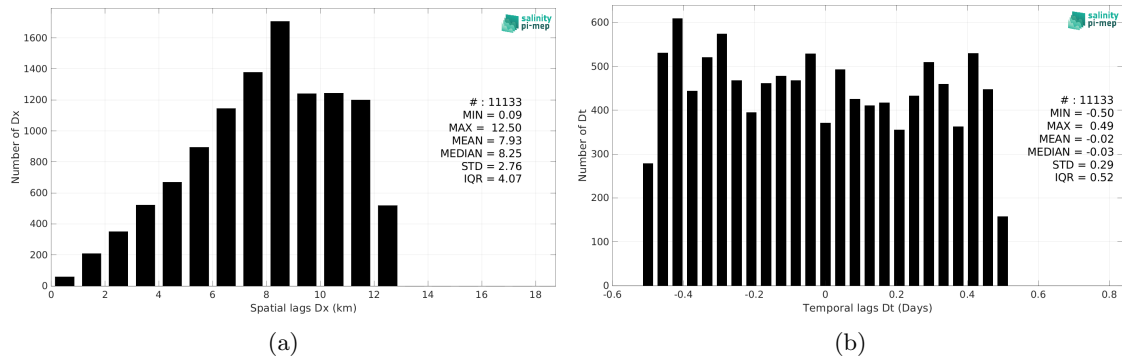 salinity
pi-mep
Number of Dx
1600
1400
1200
1000
800
600
400
200
0
# : 11133
MIN = 0.09
MAX = 12.50
MEAN = 7.93
MEDIAN = 8.25
STD = 2.76
IQR = 4.07
0 2 4 6 8 10 12 14 16 18
Spatial lags Dx (km)
(a)
salinity
pi-mep
Number of Dt
600
500
400
300
200
100
0
# : 11133
MIN = -0.50
MAX = 0.49
MEAN = -0.02
MEDIAN = -0.03
STD = 0.29
IQR = 0.52
-0.6 -0.4 -0.2 0 0.2 0.4 0.6 0.8
Temporal lags Dt (Days)
(b)